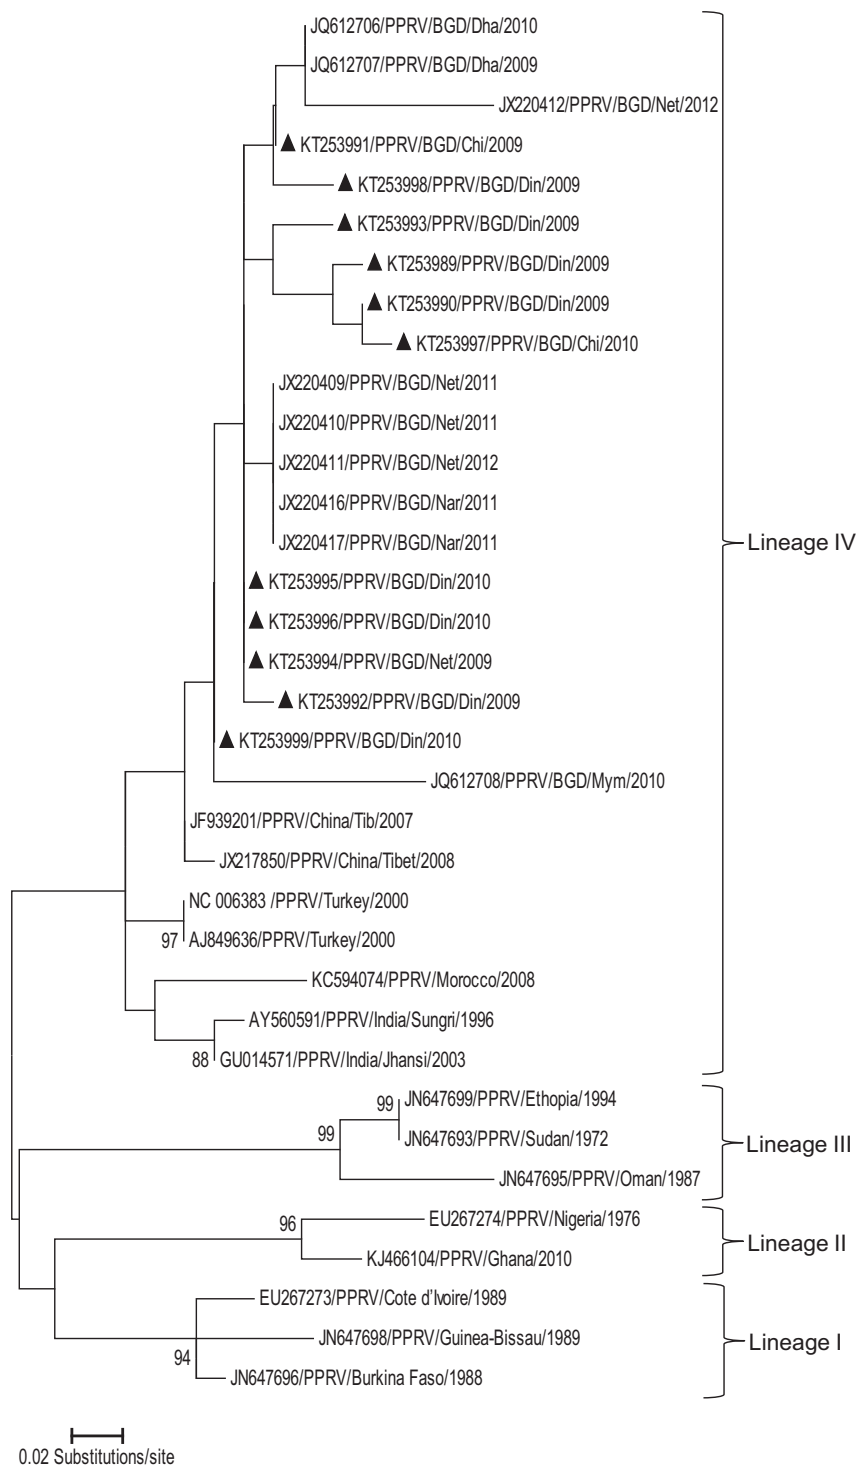 JQ612706/PPRV/BGD/Dha/2010
JQ612707/PPRV/BGD/Dha/2009
JX220412/PPRV/BGD/Net/2012
KT253991/PPRV/BGD/Chi/2009
KT253998/PPRV/BGD/Din/2009
KT253993/PPRV/BGD/Din/2009
KT253989/PPRV/BGD/Din/2009
KT253990/PPRV/BGD/Din/2009
KT253997/PPRV/BGD/Chi/2010
JX220409/PPRV/BGD/Net/2011
JX220410/PPRV/BGD/Net/2011
JX220411/PPRV/BGD/Net/2012
JX220416/PPRV/BGD/Nar/2011
JX220417/PPRV/BGD/Nar/2011
Lineage IV
KT253995/PPRV/BGD/Din/2010
KT253996/PPRV/BGD/Din/2010
KT253994/PPRV/BGD/Net/2009
KT253992/PPRV/BGD/Din/2009
KT253999/PPRV/BGD/Din/2010
JQ612708/PPRV/BGD/Mym/2010
JF939201/PPRV/China/Tib/2007
JX217850/PPRV/China/Tibet/2008
NC 006383 /PPRV/Turkey/2000
97 AJ849636/PPRV/Turkey/2000
KC594074/PPRV/Morocco/2008
AY560591/PPRV/India/Sungri/1996
88 GU014571/PPRV/India/Jhansi/2003
99 JN647699/PPRV/Ethopia/1994
99 JN647693/PPRV/Sudan/1972
Lineage III
JN647695/PPRV/Oman/1987
96 EU267274/PPRV/Nigeria/1976
Lineage II
KJ466104/PPRV/Ghana/2010
EU267273/PPRV/Cote d'Ivoire/1989
JN647698/PPRV/Guinea-Bissau/1989
Lineage I
94
JN647696/PPRV/Burkina Faso/1988
0.02 Substitutions/site